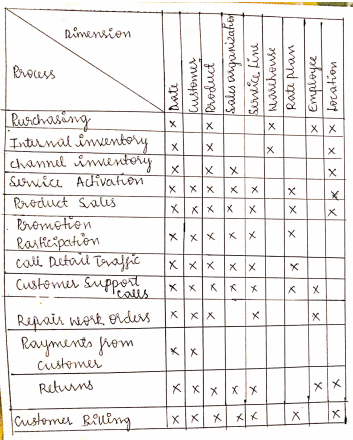 Dimension
Process
Date
Customer
Product
Sales organization
Service Line
Warehouse
Rate plan
Employee
Location
Purchasing x x x x x
Internal inventory x x x x
Channel inventory x x x x
Service Activation x x x x x x x
Product Sales x x x x x x x
Promotion
Participation x x x x x x
Call Detail Traffic x x x x x x
Customer Support
calls x x x x x x x
Repair work orders x x x x x
Payments from
customer x x
Returns x x x x x x x
Customer Billing x x x x x x x